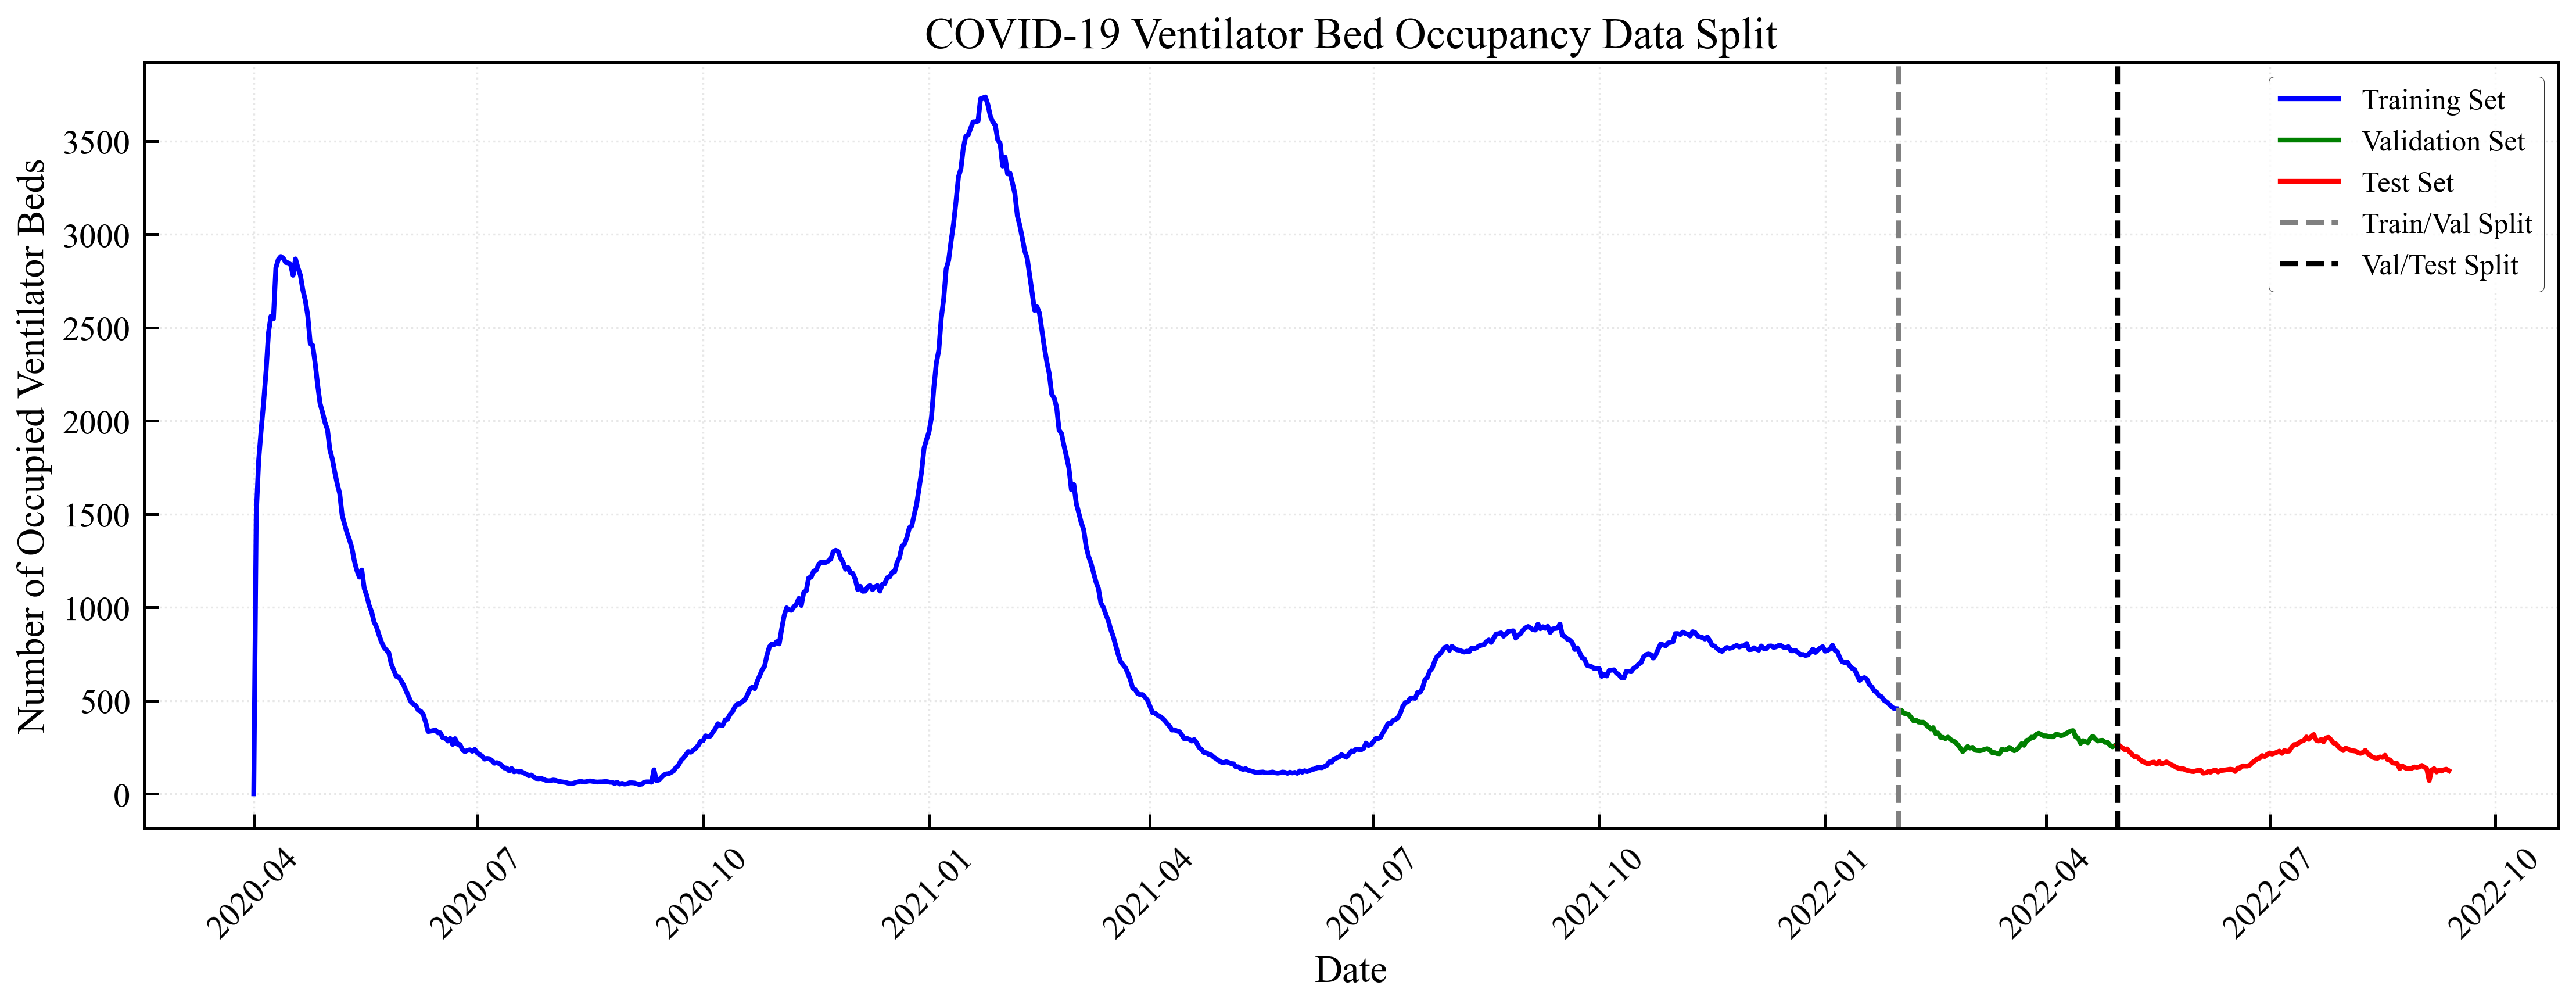 COVID-19 Ventilator Bed Occupancy Data Split
Number of Occupied Ventilator Beds
3500
3000
2500
2000
1500
1000
500
0
Training Set
Validation Set
Test Set
Train/Val Split
Val/Test Split
2020-04
2020-07
2020-10
2021-01
2021-04
2021-07
2021-10
2022-01
2022-04
2022-07
2022-10
Date